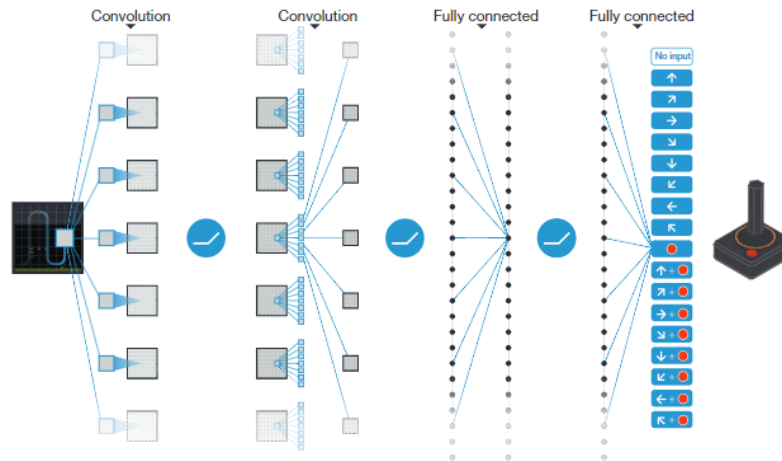 Convolution
Convolution
Fully connected
Fully connected
No input
+
+
+
+
+
+
+
+